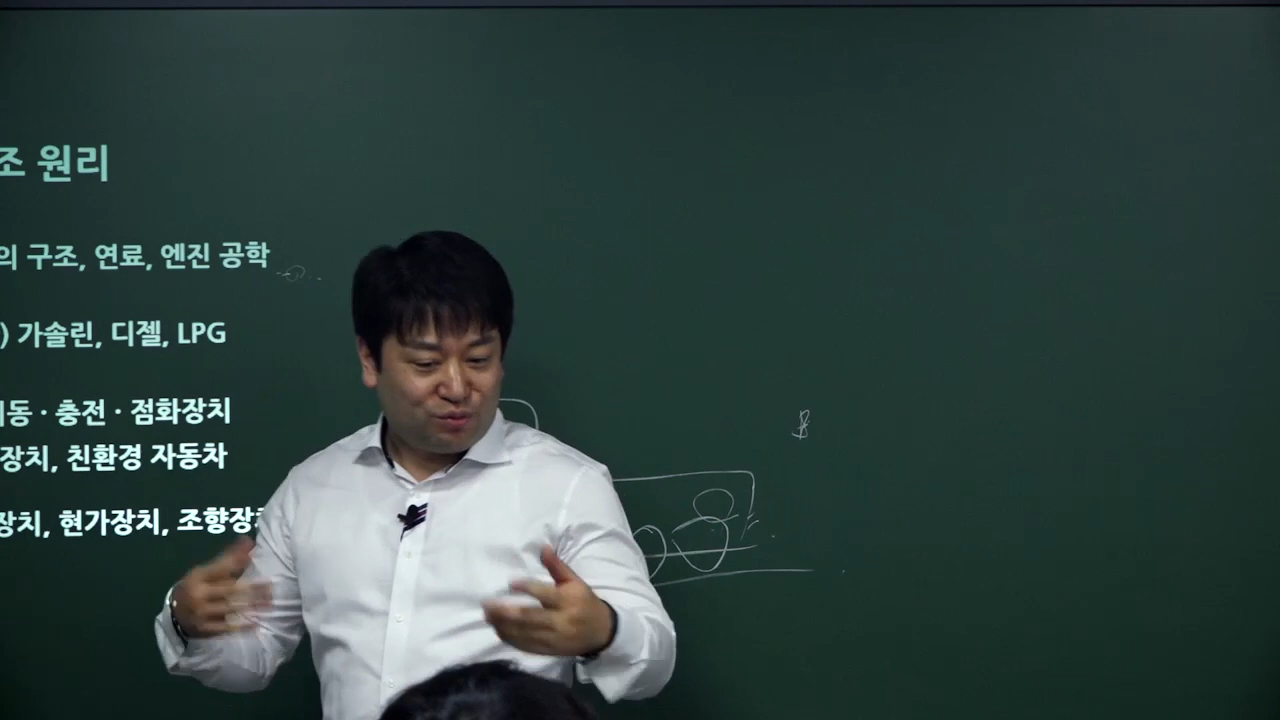 조 원리
의 구조, 연료, 엔진 공학
) 가솔린, 디젤, LPG
동 · 충전 · 점화장치
장치, 친환경 자동차
장치, 현가장치, 조향장